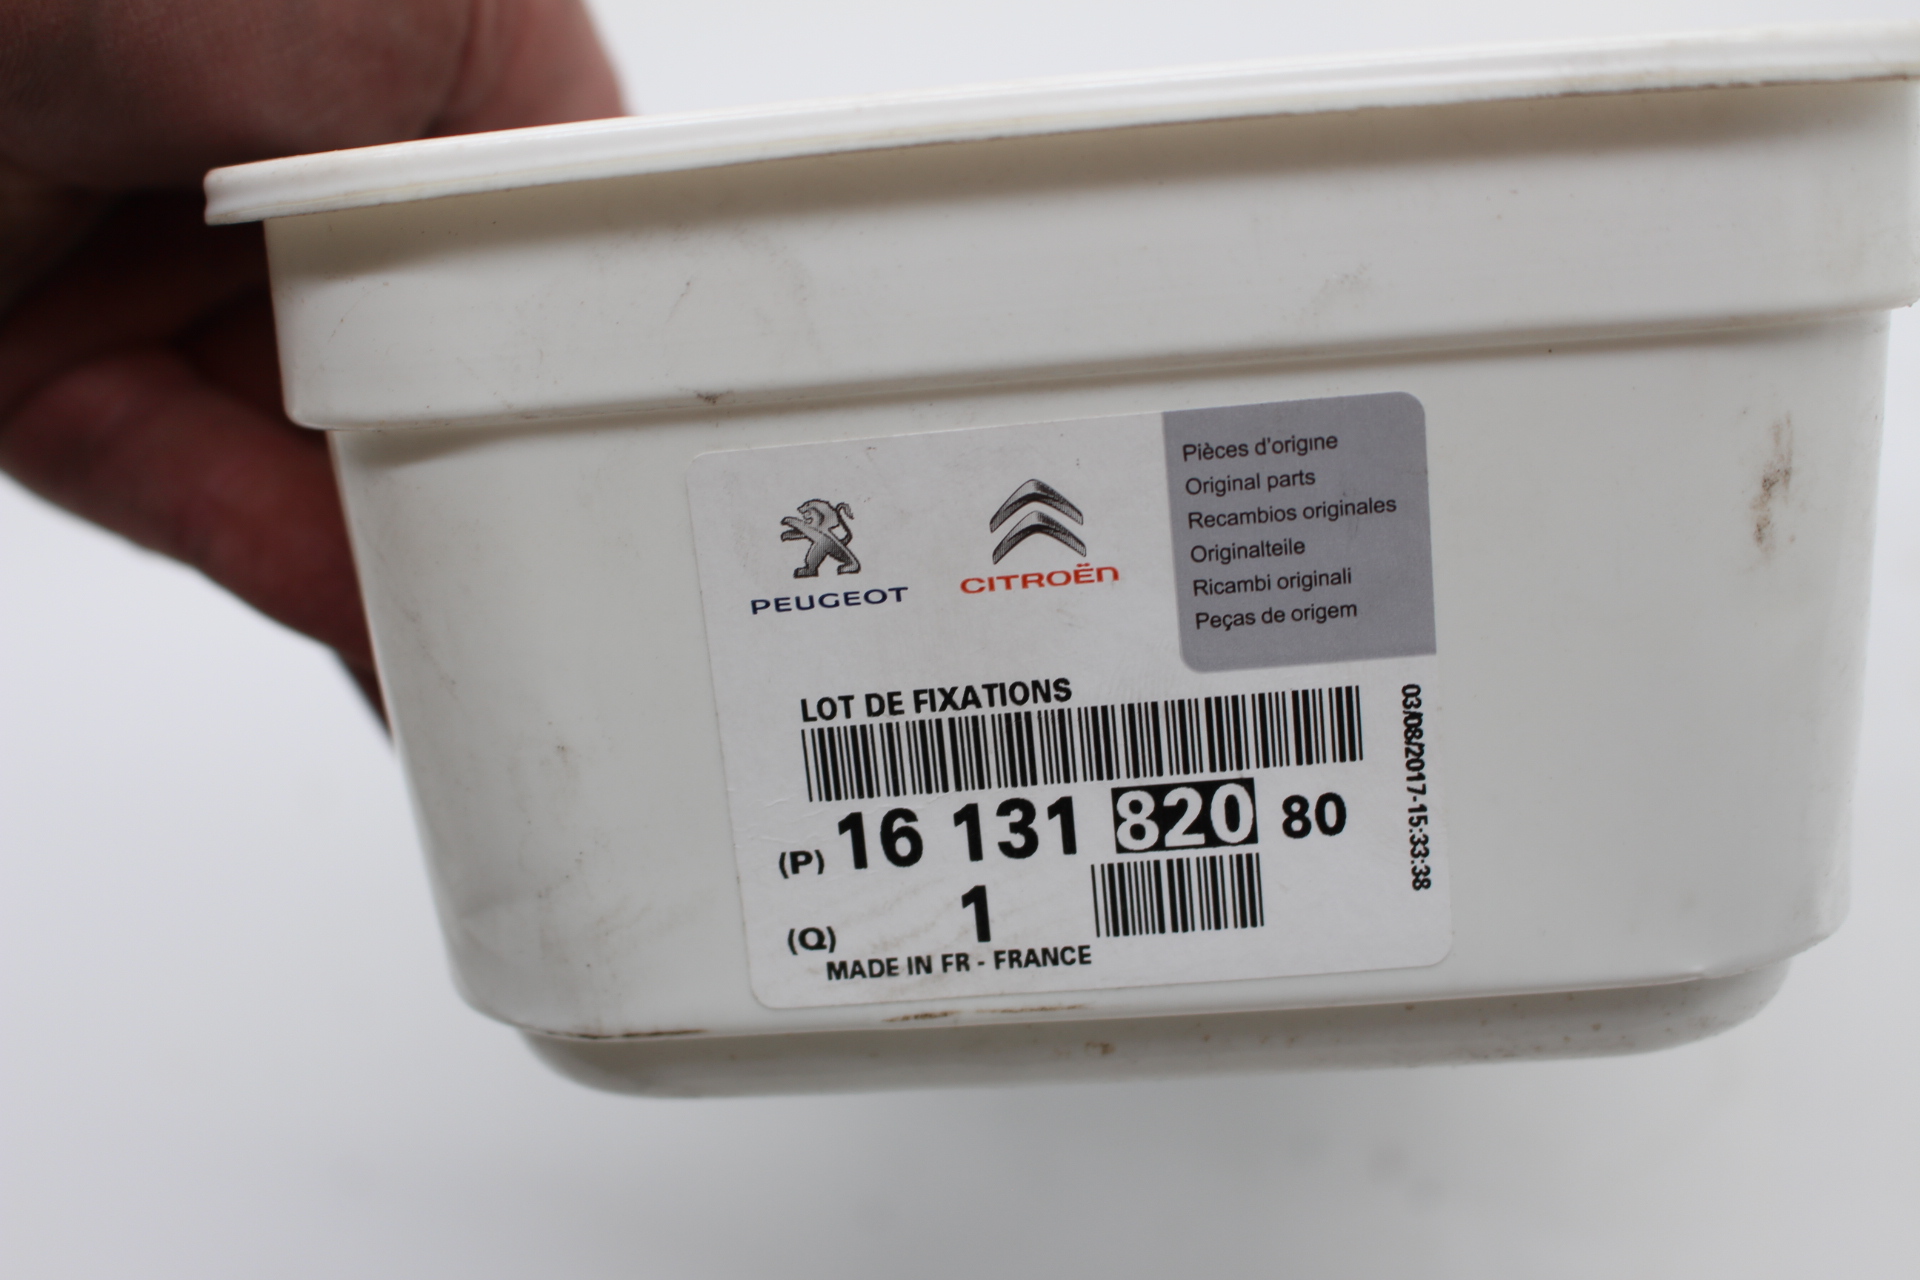 PEUGEOT
CITROËN
Pièces d'origine
Original parts
Recambios originales
Originalteile
Ricambi originali
Peças de origem
LOT DE FIXATIONS
(P) 16 131 820 80
(Q) 1
MADE IN FR - FRANCE
03/08/2017-15:33:38